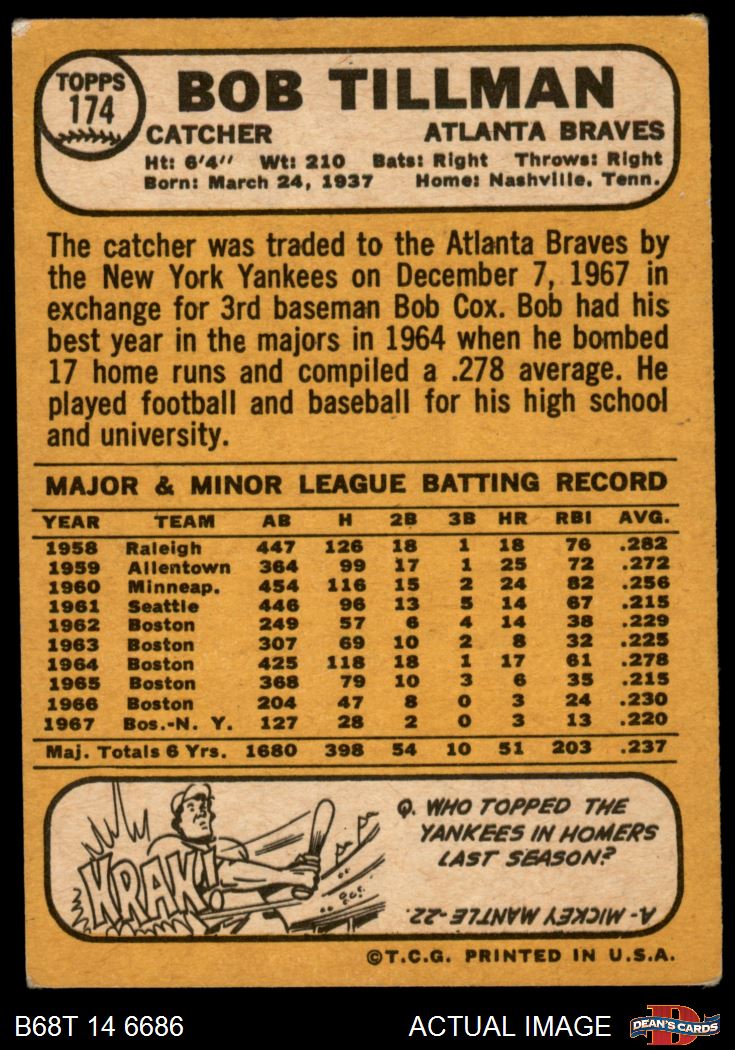 TOPPS
174
BOB TILLMAN
CATCHER ATLANTA BRAVES
Ht: 6'4" Wt: 210 Bats: Right Throws: Right
Born: March 24, 1937 Home: Nashville, Tenn.
The catcher was traded to the Atlanta Braves by
the New York Yankees on December 7, 1967 in
exchange for 3rd baseman Bob Cox. Bob had his
best year in the majors in 1964 when he bombed
17 home runs and compiled a .278 average. He
played football and baseball for his high school
and university.
MAJOR & MINOR LEAGUE BATTING RECORD
YEAR TEAM AB H 2B 3B HR RBI AVG.
1958 Raleigh 447 126 18 1 18 76 .282
1959 Allentown 364 99 17 1 25 72 .272
1960 Minneap. 454 116 15 2 24 82 .256
1961 Seattle 446 96 13 5 14 67 .215
1962 Boston 249 57 6 4 14 38 .229
1963 Boston 307 69 10 2 8 32 .225
1964 Boston 425 118 18 1 17 61 .278
1965 Boston 368 79 10 3 6 35 .215
1966 Boston 204 47 8 0 3 24 .230
1967 Bos.-N. Y. 127 28 2 0 3 13 .220
Maj. Totals 6 Yrs. 1680 398 54 10 51 203 .237
KRAK!
Q. WHO TOPPED THE
YANKEES IN HOMERS
LAST SEASON?
A- MICKEY MANTLE-22.
©T.C.G. PRINTED IN U.S.A.
B68T 14 6686 ACTUAL IMAGE
D
DEAN'S CARDS